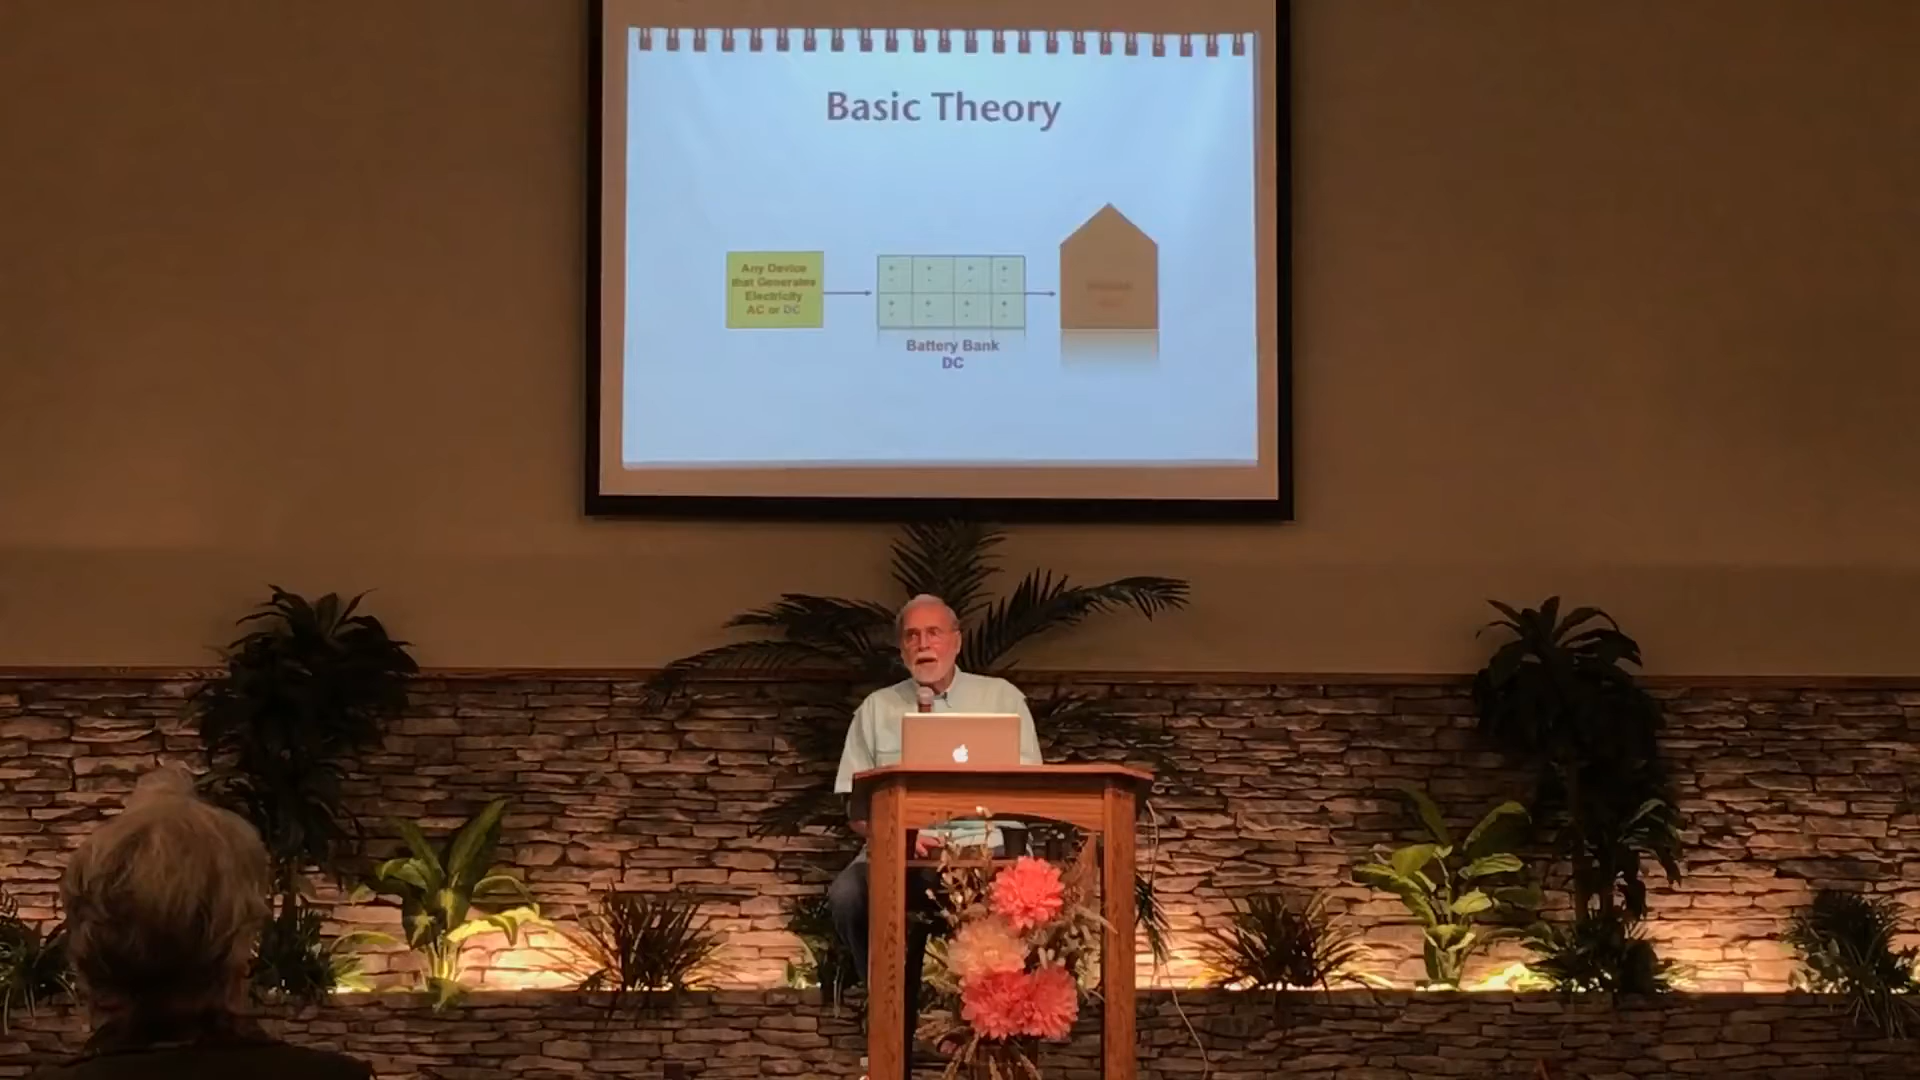 Basic Theory
Any Device
that Generates
Electricity
AC or DC
Battery Bank
DC